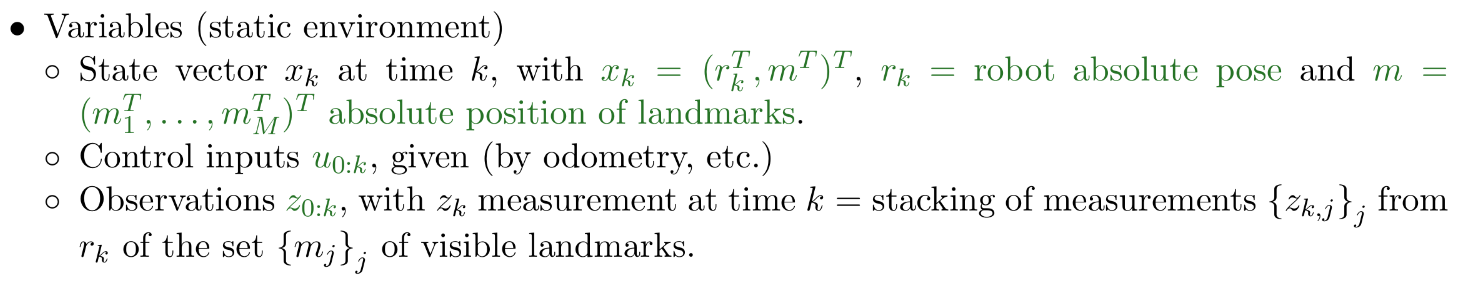 • Variables (static environment)
◦ State vector $x_k$ at time $k$, with $x_k = (r_k^T, m^T)^T$, $r_k$ = robot absolute pose and $m =$
$(m_1^T, \ldots, m_M^T)^T$ absolute position of landmarks.
◦ Control inputs $u_{0:k}$, given (by odometry, etc.)
◦ Observations $z_{0:k}$, with $z_k$ measurement at time $k$ = stacking of measurements $\{z_{k,j}\}_j$ from
$r_k$ of the set $\{m_j\}_j$ of visible landmarks.